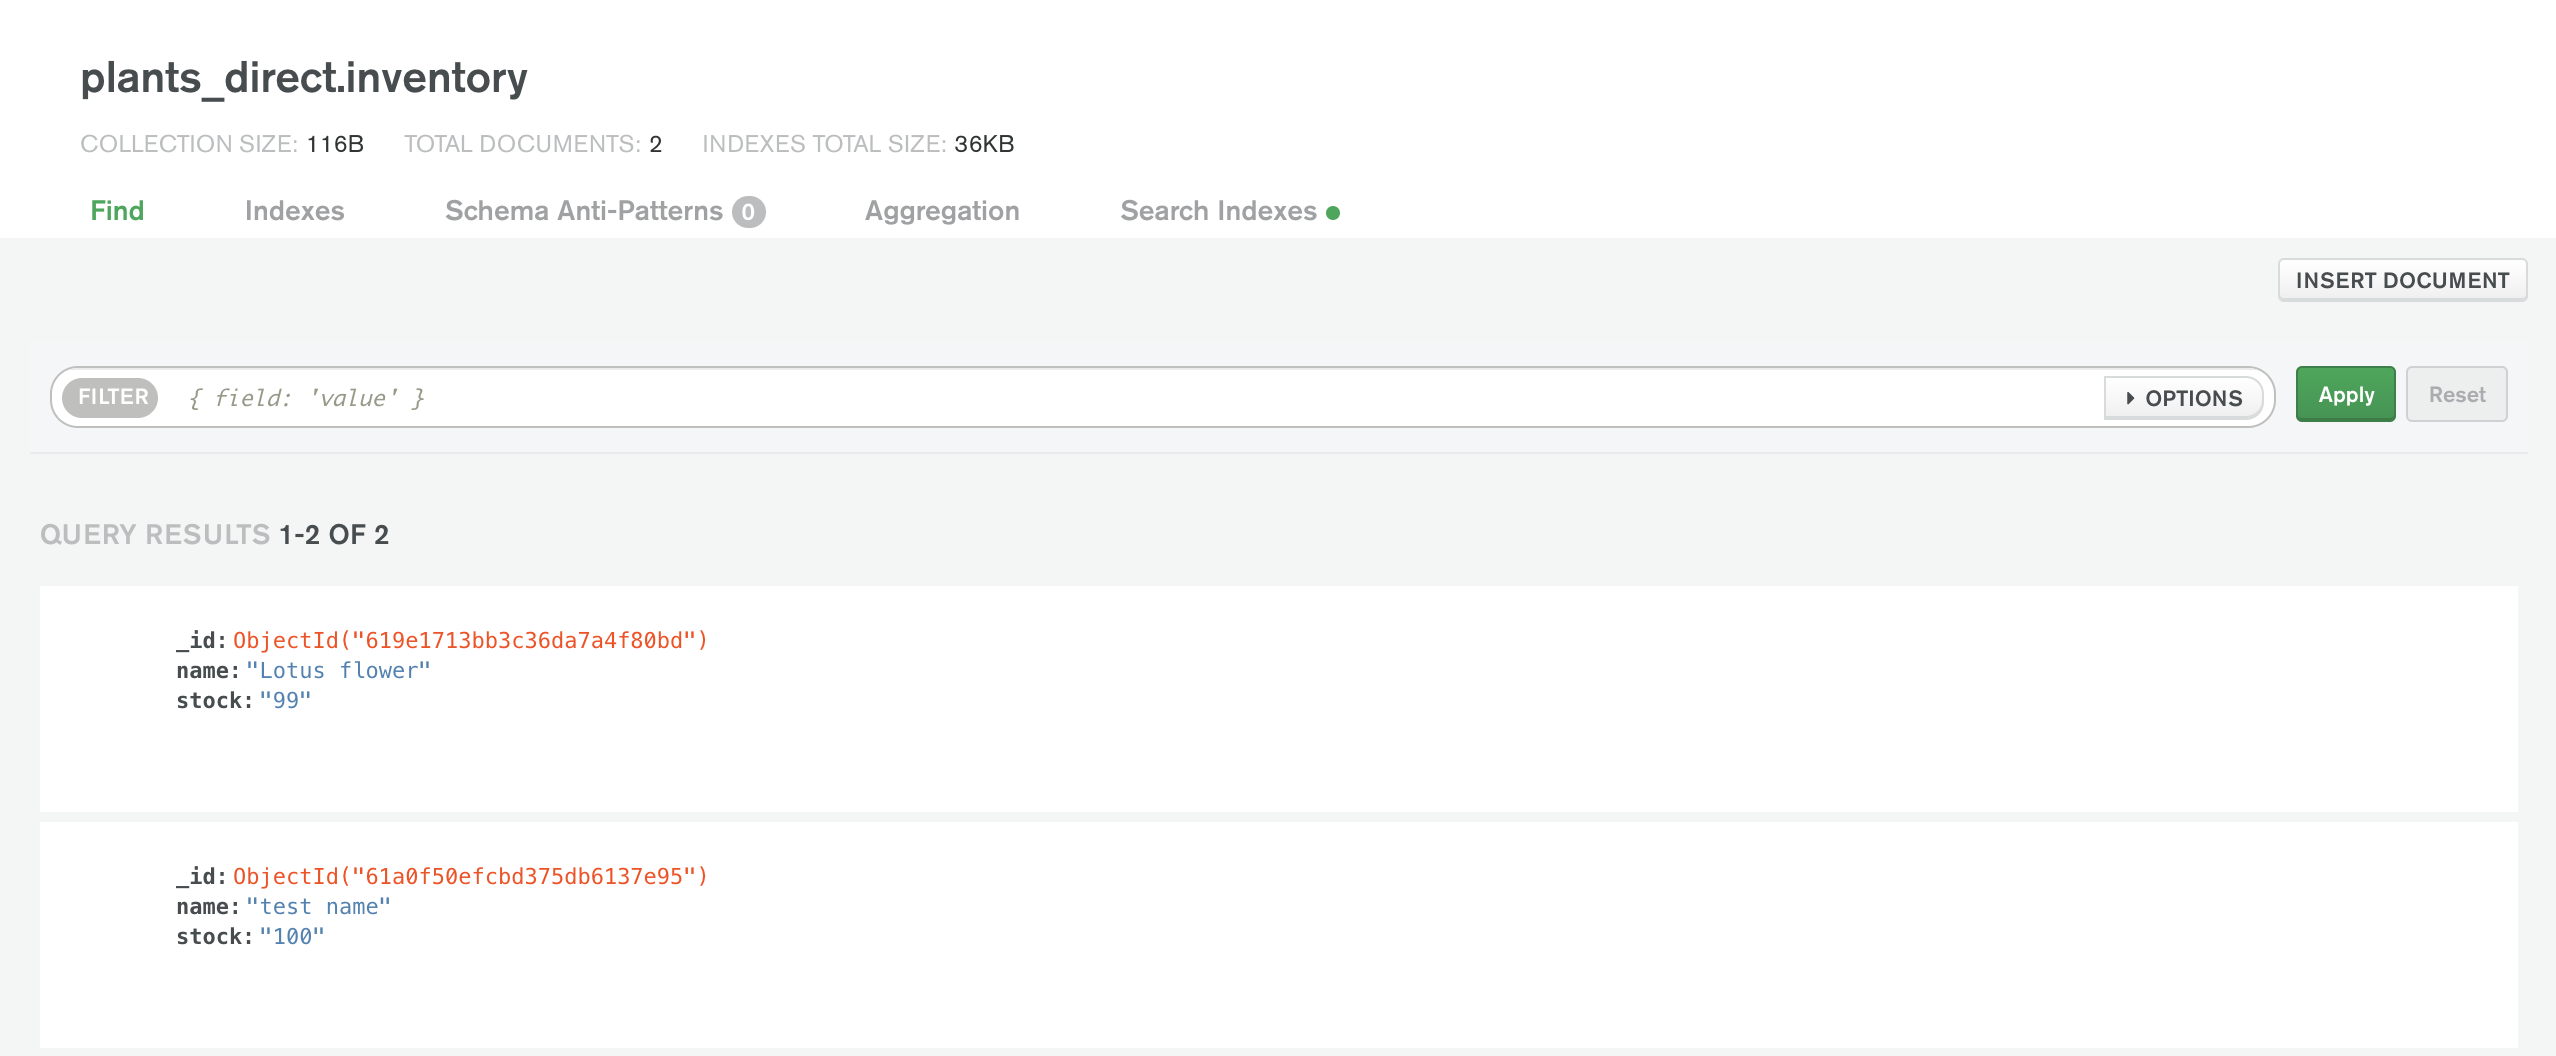 plants_direct.inventory
COLLECTION SIZE: 116B TOTAL DOCUMENTS: 2 INDEXES TOTAL SIZE: 36KB
Find Indexes Schema Anti-Patterns 0 Aggregation Search Indexes
INSERT DOCUMENT
FILTER { field: 'value' } OPTIONS Apply Reset
QUERY RESULTS 1-2 OF 2
_id: ObjectId("619e1713bb3c36da7a4f80bd")
name: "Lotus flower"
stock: "99"
_id: ObjectId("61a0f50efcbd375db6137e95")
name: "test name"
stock: "100"